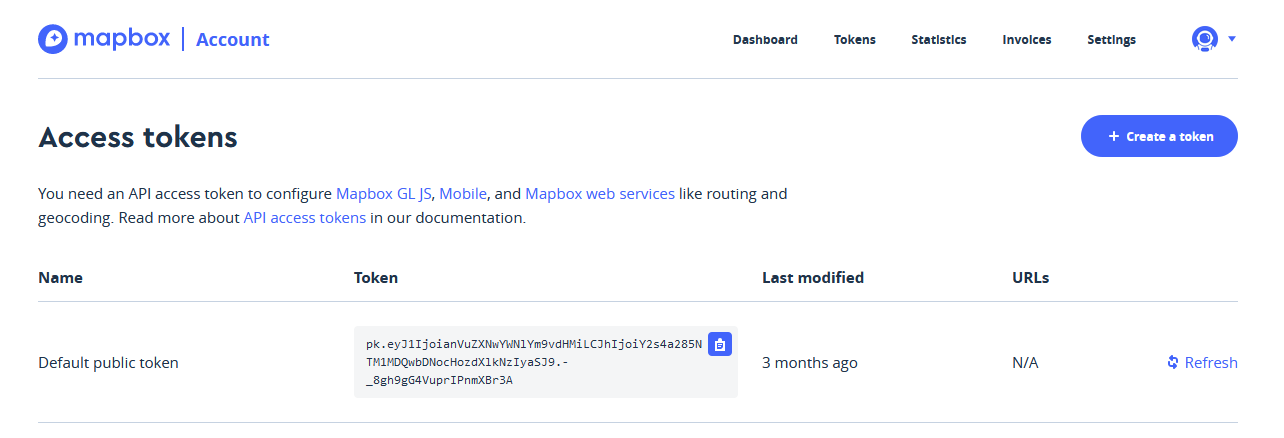 mapbox | Account
Dashboard Tokens Statistics Invoices Settings
Access tokens
+ Create a token
You need an API access token to configure Mapbox GL JS, Mobile, and Mapbox web services like routing and
geocoding. Read more about API access tokens in our documentation.
Name Token Last modified URLs
Default public token
pk.eyJ1IjoianVuZXNwYWNlYm9vdHMiLCJhIjoiY2s4a285N
TM1MDQwbDNocHozdXlkNzIyaSJ9.-
_8gh9gG4VuprIPnmXBr3A
3 months ago
N/A
Refresh